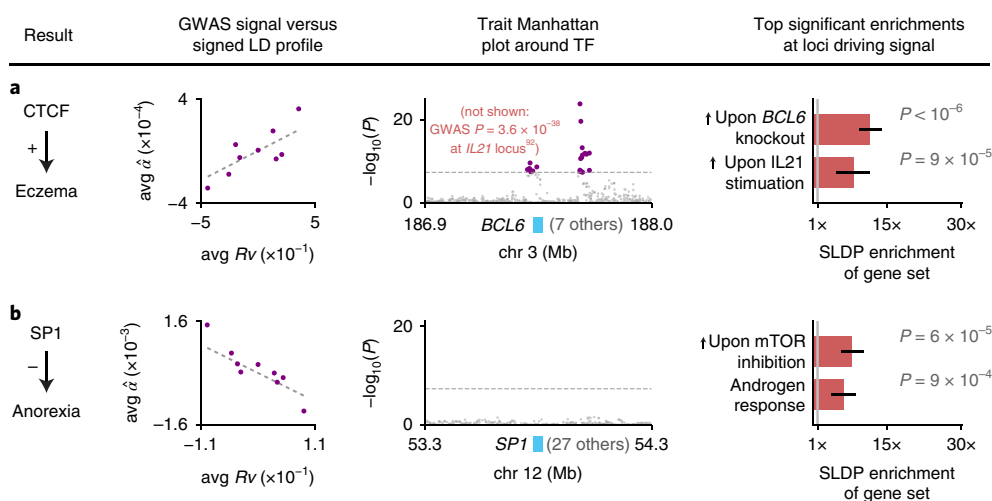 Result
GWAS signal versus
signed LD profile
Trait Manhattan
plot around TF
Top significant enrichments
at loci driving signal
a
CTCF
+
Eczema
avg α̂ (×10⁻⁴)
4
−4
−5
5
avg Rv (×10⁻¹)
−log₁₀(P)
20
0
(not shown:
GWAS P = 3.6 × 10⁻³⁸
at IL21 locus⁹²)
186.9
BCL6
(7 others)
188.0
chr 3 (Mb)
↑Upon BCL6
knockout
P < 10⁻⁶
↑Upon IL21
stimuation
P = 9 × 10⁻⁵
1×
15×
30×
SLDP enrichment
of gene set
b
SP1
−
Anorexia
avg α̂ (×10⁻³)
1.6
−1.6
−1.1
1.1
avg Rv (×10⁻¹)
−log₁₀(P)
20
0
53.3
SP1
(27 others)
54.3
chr 12 (Mb)
↑Upon mTOR
inhibition
P = 6 × 10⁻⁵
Androgen
response
P = 9 × 10⁻⁴
1×
15×
30×
SLDP enrichment
of gene set